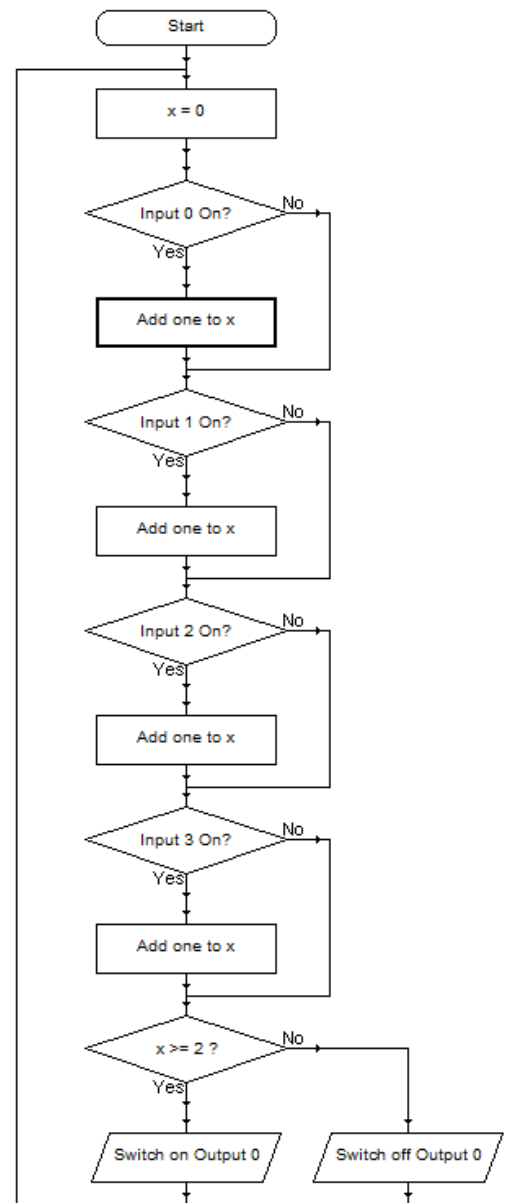 Start
x = 0
Input 0 On?
No
Yes
Add one to x
Input 1 On?
No
Yes
Add one to x
Input 2 On?
No
Yes
Add one to x
Input 3 On?
No
Yes
Add one to x
x >= 2 ?
No
Yes
Switch on Output 0
Switch off Output 0